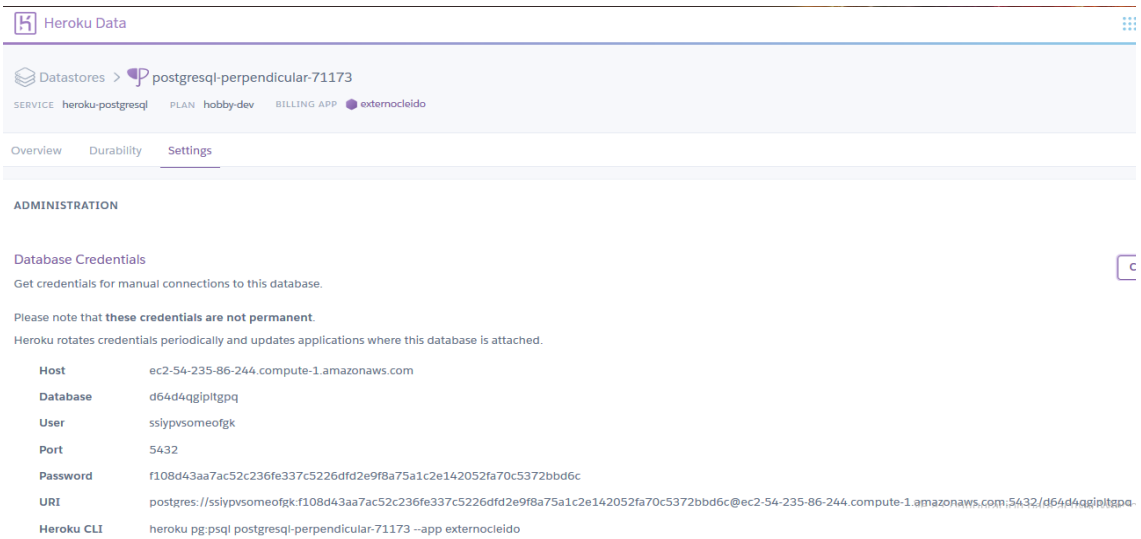 Heroku Data
Datastores > postgresql-perpendicular-71173
SERVICE heroku-postgresql PLAN hobby-dev BILLING APP externocleido
Overview Durability Settings
ADMINISTRATION
Database Credentials
C
Get credentials for manual connections to this database.
Please note that these credentials are not permanent.
Heroku rotates credentials periodically and updates applications where this database is attached.
Host ec2-54-235-86-244.compute-1.amazonaws.com
Database d64d4qgipltgpq
User ssiypvsomeofgk
Port 5432
Password f108d43aa7ac52c236fe337c5226dfd2e9f8a75a1c2e142052fa70c5372bbd6c
URI postgres://ssiypvsomeofgk:f108d43aa7ac52c236fe337c5226dfd2e9f8a75a1c2e142052fa70c5372bbd6c@ec2-54-235-86-244.compute-1.amazonaws.com:5432/d64d4qgipltgpq
Heroku CLI heroku pg:psql postgresql-perpendicular-71173 --app externocleido